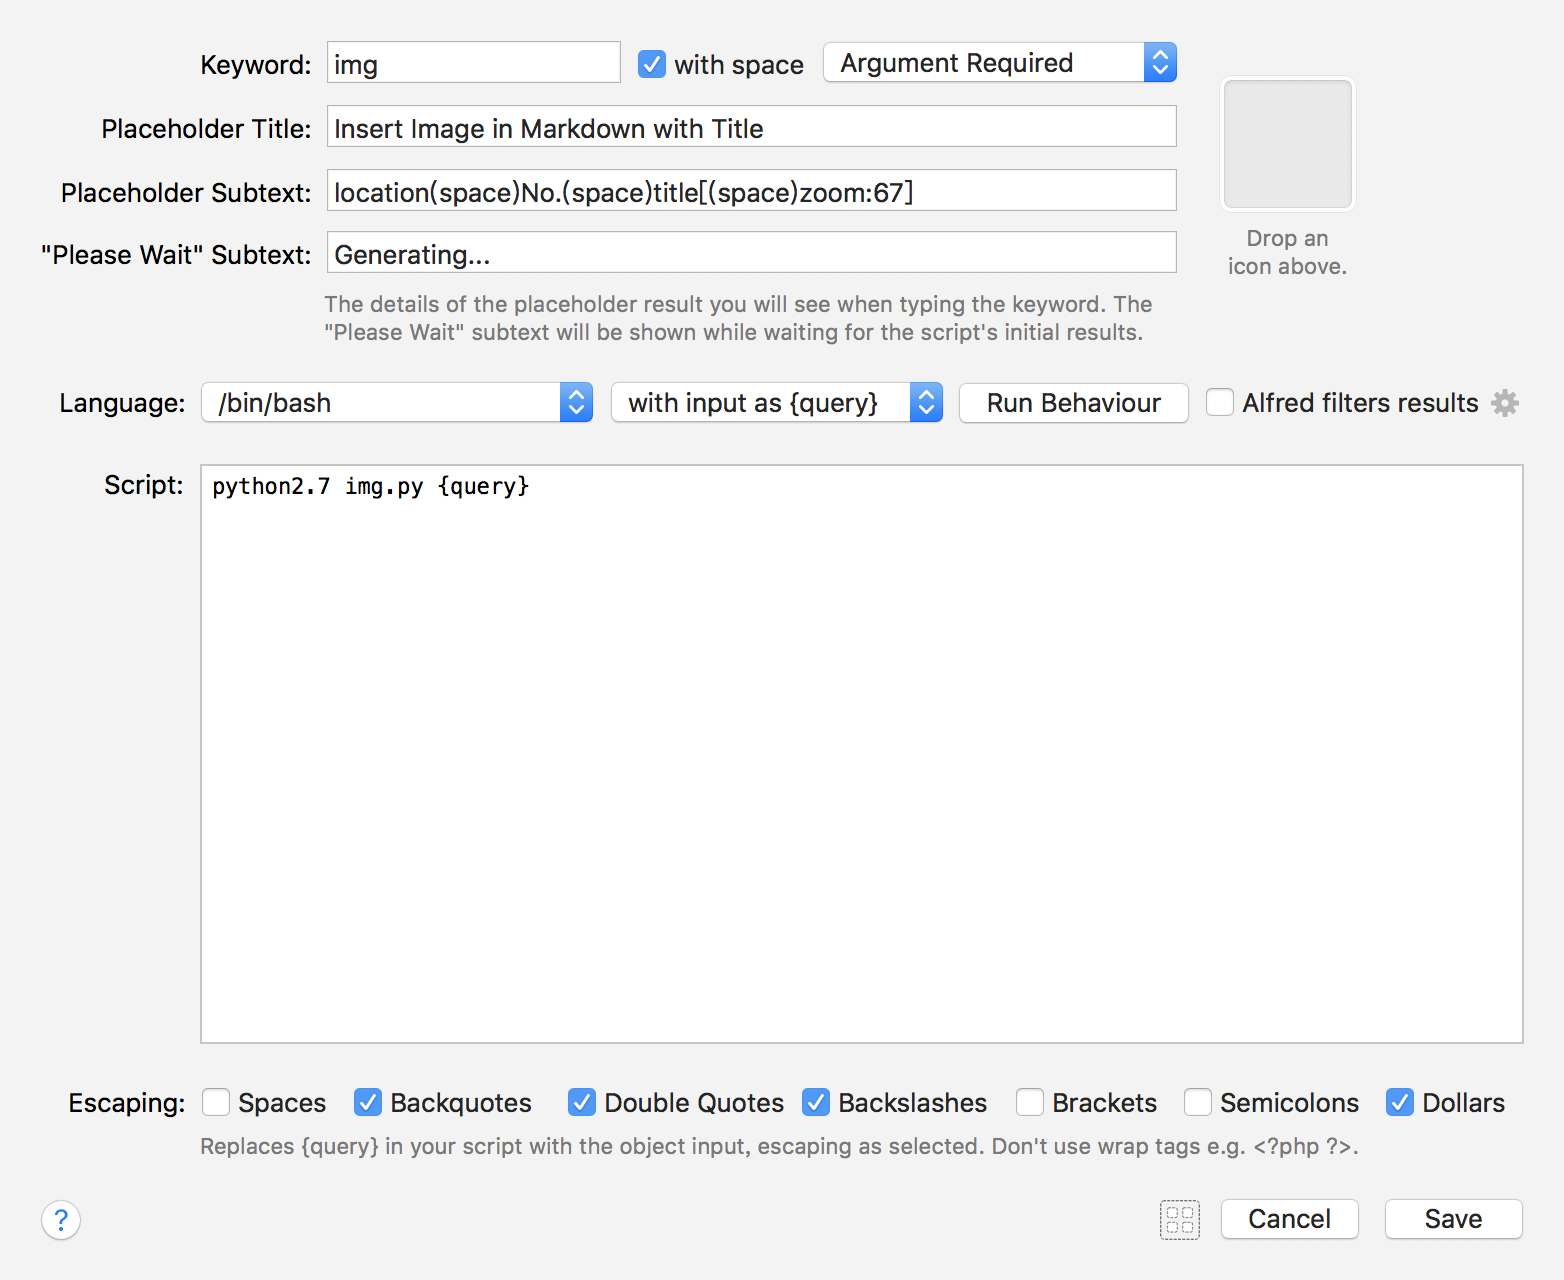 Keyword: img with space Argument Required
Placeholder Title: Insert Image in Markdown with Title
Placeholder Subtext: location(space)No.(space)title[(space)zoom:67]
"Please Wait" Subtext: Generating...
Drop an
icon above.
The details of the placeholder result you will see when typing the keyword. The
"Please Wait" subtext will be shown while waiting for the script's initial results.
Language: /bin/bash with input as {query} Run Behaviour Alfred filters results
Script: python2.7 img.py {query}
Escaping: Spaces Backquotes Double Quotes Backslashes Brackets Semicolons Dollars
Replaces {query} in your script with the object input, escaping as selected. Don't use wrap tags e.g. <?php ?>.
? Cancel Save